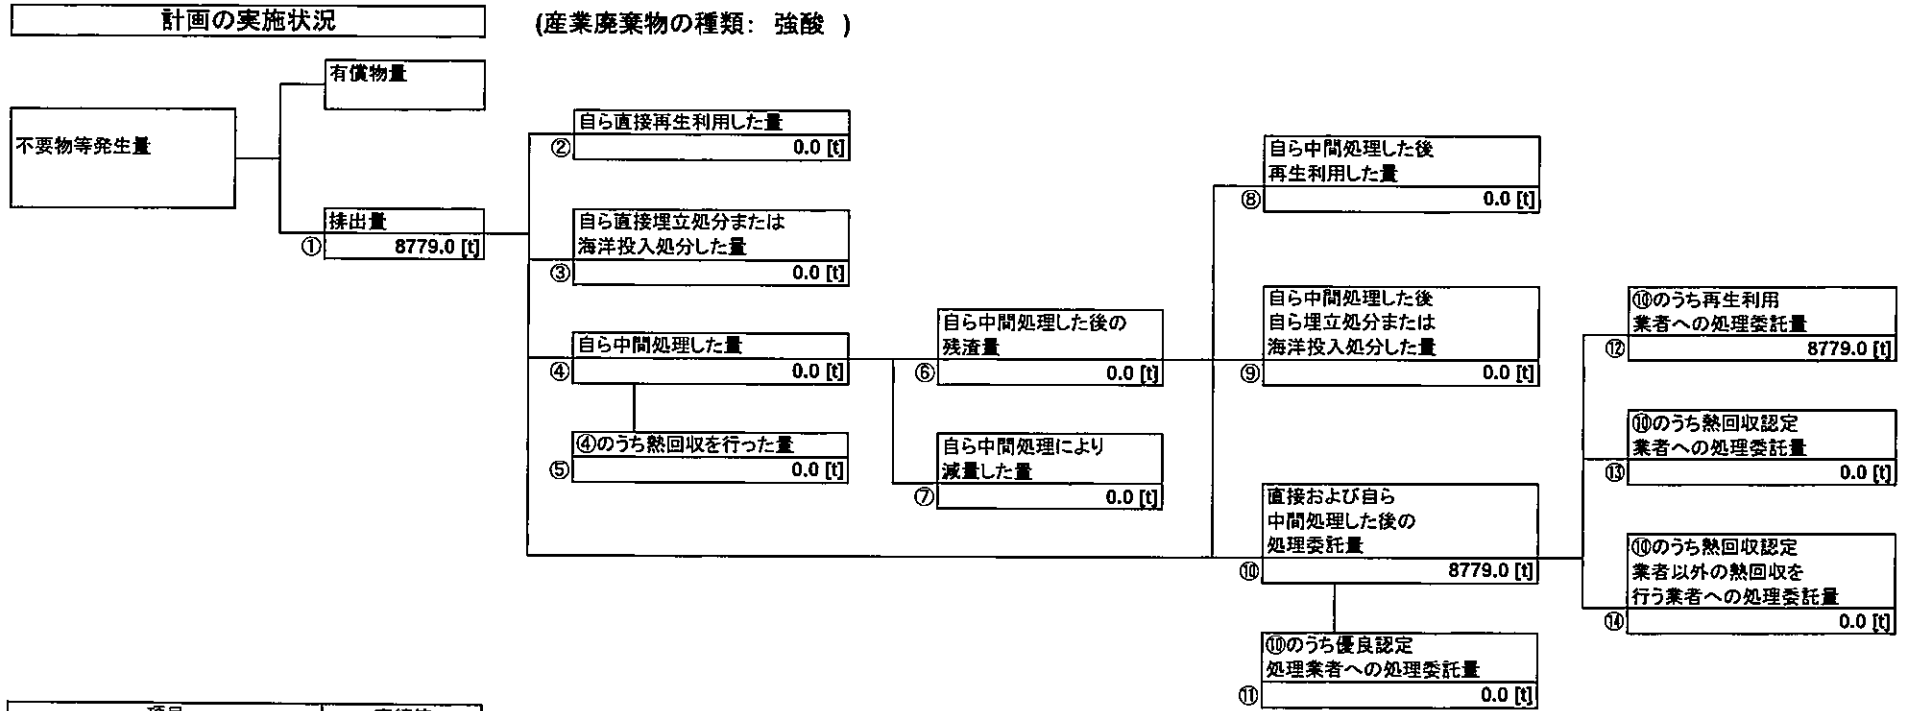 計画の実施状況
(産業廃棄物の種類： 強酸 )
不要物等発生量
有償物量
排出量
① 8779.0 [t]
自ら直接再生利用した量
② 0.0 [t]
自ら直接埋立処分または
海洋投入処分した量
③ 0.0 [t]
自ら中間処理した量
④ 0.0 [t]
④のうち熱回収を行った量
⑤ 0.0 [t]
自ら中間処理した後の
残渣量
⑥ 0.0 [t]
自ら中間処理により
減量した量
⑦ 0.0 [t]
自ら中間処理した後
再生利用した量
⑧ 0.0 [t]
自ら中間処理した後
自ら埋立処分または
海洋投入処分した量
⑨ 0.0 [t]
直接および自ら
中間処理した後の
処理委託量
⑩ 8779.0 [t]
⑩のうち優良認定
処理業者への処理委託量
⑪ 0.0 [t]
⑩のうち再生利用
業者への処理委託量
⑫ 8779.0 [t]
⑩のうち熱回収認定
業者への処理委託量
⑬ 0.0 [t]
⑩のうち熱回収認定
業者以外の熱回収を
行う業者への処理委託量
⑭ 0.0 [t]